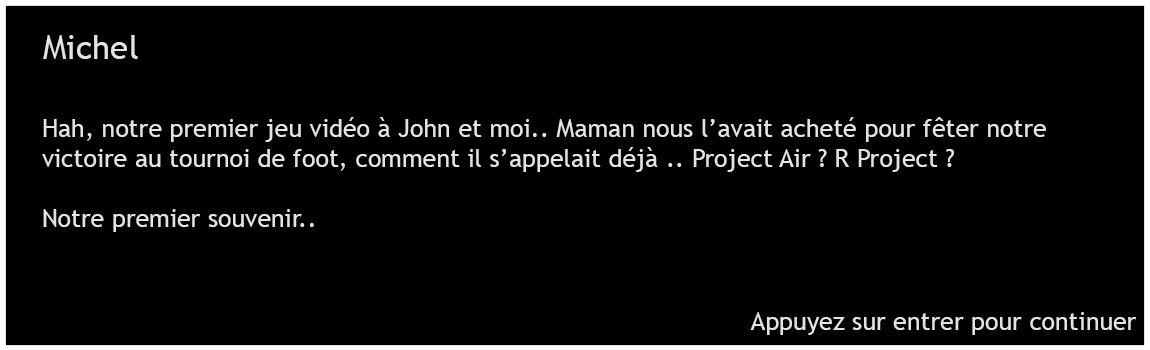 Michel
Hah, notre premier jeu vidéo à John et moi.. Maman nous l’avait acheté pour fêter notre
victoire au tournoi de foot, comment il s’appelait déjà .. Project Air ? R Project ?
Notre premier souvenir..
Appuyez sur entrer pour continuer